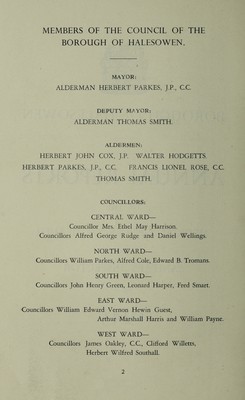 MEMBERS OF THE COUNCIL OF THE
BOROUGH OF HALESOWEN.
MAYOR:
ALDERMAN HERBERT PARKES, J.P., C.C.
DEPUTY MAYOR:
ALDERMAN THOMAS SMITH.
ALDERMEN:
HERBERT JOHN COX, J.P. WALTER HODGETTS.
HERBERT PARKES, J.P., C.C. FRANCIS LIONEL ROSE, C.C.
THOMAS SMITH.
COUNCILLORS:
CENTRAL WARD—
Councillor Mrs. Ethel May Harrison.
Councillors Alfred George Rudge and Daniel Wellings.
NORTH WARD—
Councillors William Parkes, Alfred Cole, Edward B. Tromans.
SOUTH WARD—
Councillors John Henry Green, Leonard Harper, Fred Smart.
EAST WARD—
Councillors William Edward Vernon Hewin Guest,
Arthur Marshall Harris and William Payne.
WEST WARD—
Councillors James Oakley, C.C., Clifford Willetts,
Herbert Wilfred Southall.
2